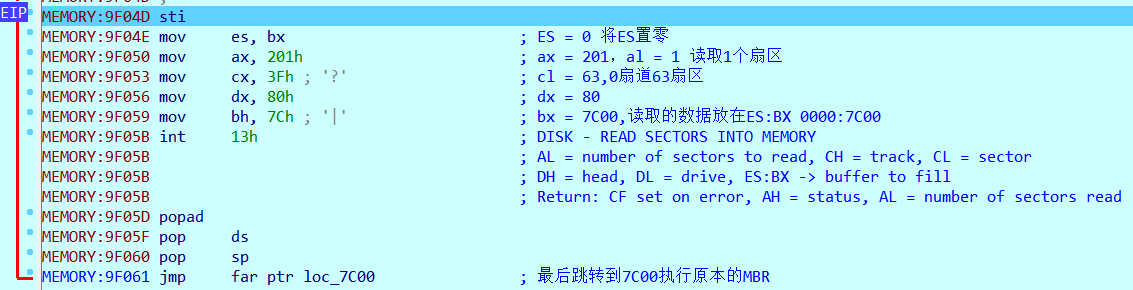 EIP
MEMORY:9F04D sti
MEMORY:9F04E mov es, bx ; ES = 0 将ES置零
MEMORY:9F050 mov ax, 201h ; ax = 201，al = 1 读取1个扇区
MEMORY:9F053 mov cx, 3Fh ; '?' ; cl = 63,0扇道63扇区
MEMORY:9F056 mov dx, 80h ; dx = 80
MEMORY:9F059 mov bh, 7Ch ; '|' ; bx = 7C00,读取的数据放在ES:BX 0000:7C00
MEMORY:9F05B int 13h ; DISK - READ SECTORS INTO MEMORY
MEMORY:9F05B ; AL = number of sectors to read, CH = track, CL = sector
MEMORY:9F05B ; DH = head, DL = drive, ES:BX -> buffer to fill
MEMORY:9F05B ; Return: CF set on error, AH = status, AL = number of sectors read
MEMORY:9F05D popad
MEMORY:9F05F pop ds
MEMORY:9F060 pop sp
MEMORY:9F061 jmp far ptr loc_7C00 ; 最后跳转到7C00执行原本的MBR